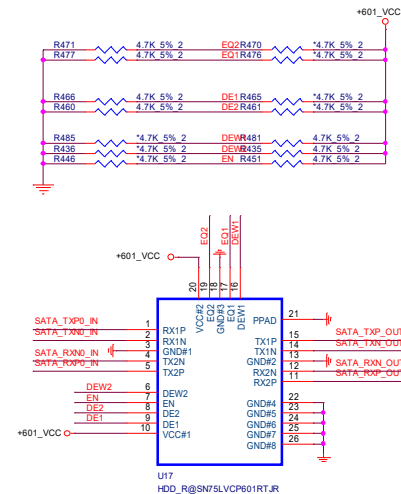 +601_VCC
R471 4.7K_5%_2 EQ2 R470 *4.7K_5%_2
R477 4.7K_5%_2 EQ1 R476 *4.7K_5%_2
R466 4.7K_5%_2 DE1 R465 *4.7K_5%_2
R460 4.7K_5%_2 DE2 R461 *4.7K_5%_2
R485 *4.7K_5%_2 DEW R481 4.7K_5%_2
R436 *4.7K_5%_2 DEW R435 4.7K_5%_2
R446 *4.7K_5%_2 EN R451 4.7K_5%_2
EQ2 EQ1 DEW1
+601_VCC
20 19 18 17 16
VCC#2 EQ2 GND#3 EQ1 DEW1
PPAD 21
SATA_TXP0_IN 1 RX1P TX1P 15 SATA_TXP_OUT
SATA_TXN0_IN 2 RX1N TX1N 14 SATA_TXN_OUT
3 GND#1 GND#2 13
SATA_RXN0_IN 4 TX2N RX2N 12 SATA_RXN_OUT
SATA_RXP0_IN 5 TX2P RX2P 11 SATA_RXP_OUT
DEW2 6 DEW2 GND#4 22
EN 7 EN GND#5 23
DE2 8 DE2 GND#6 24
DE1 9 DE1 GND#7 25
+601_VCC 10 VCC#1 GND#8 26
U17
HDD_R@SN75LVCP601RTJR